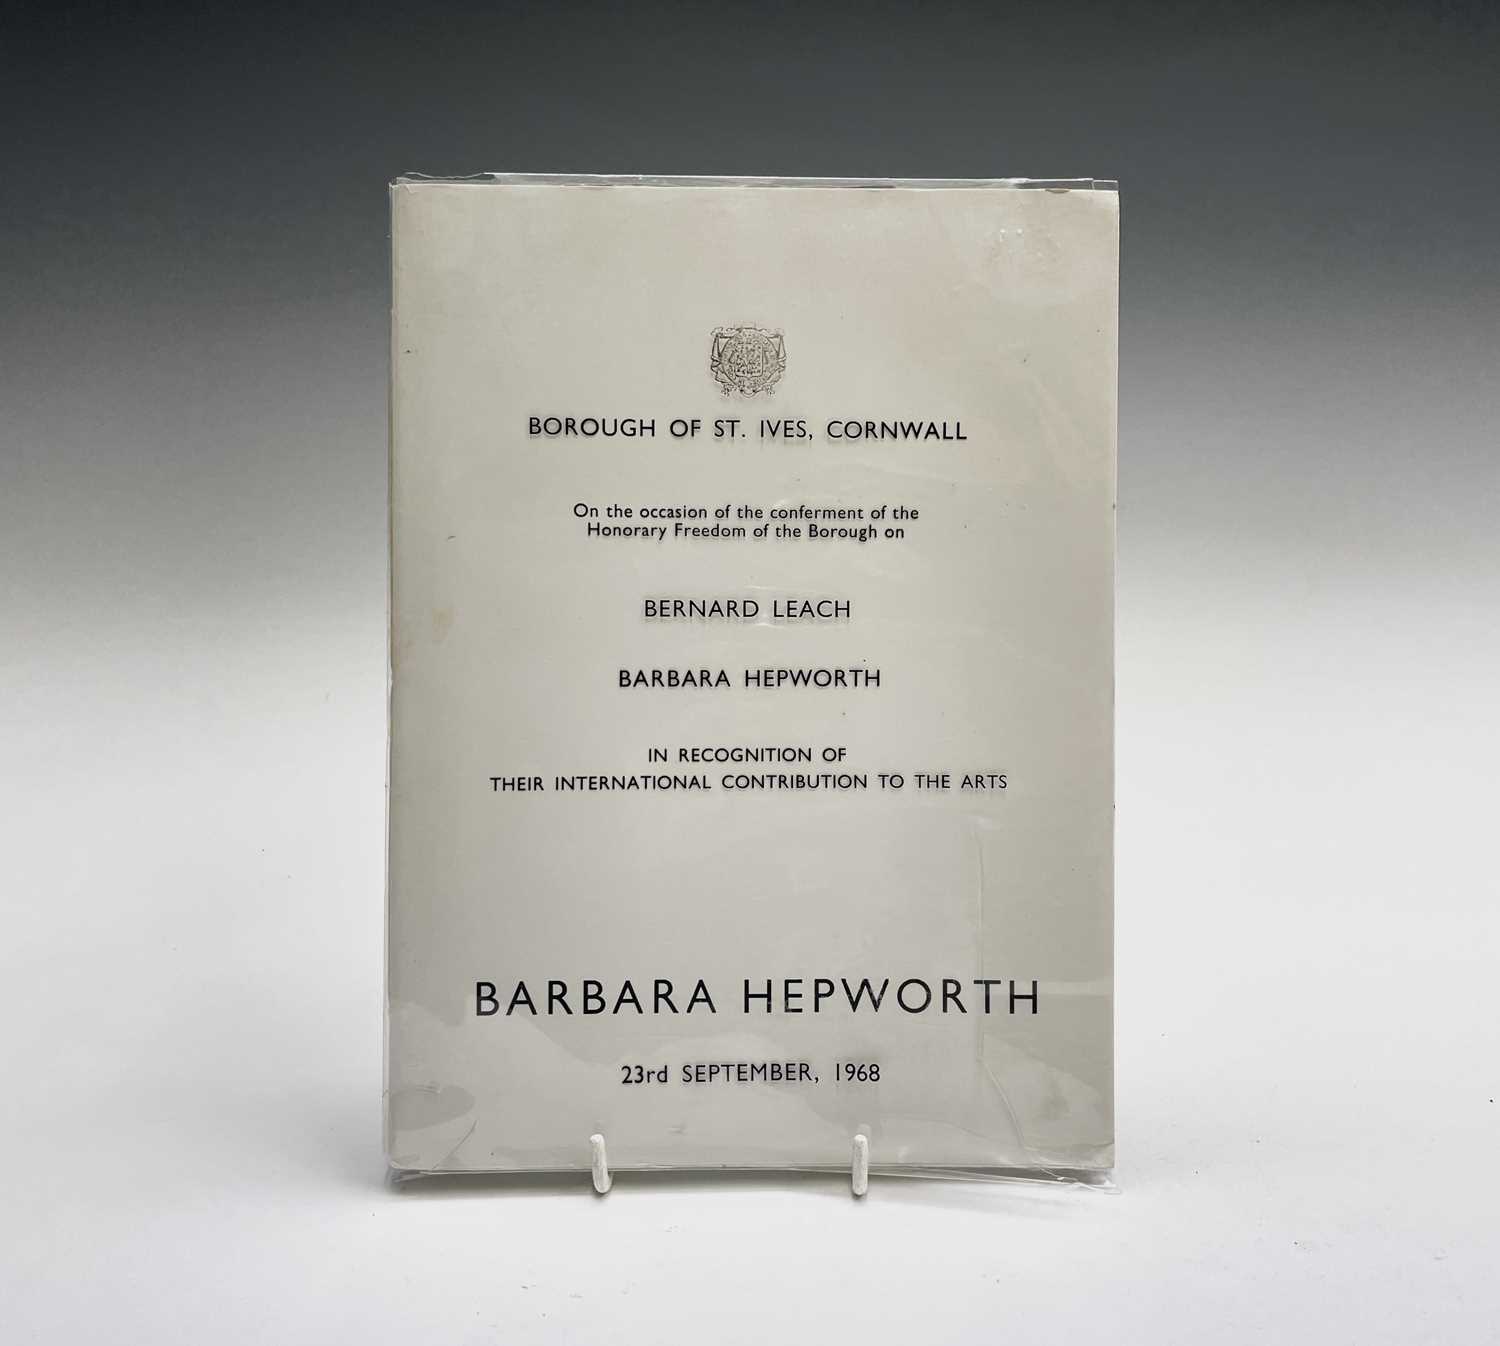 BOROUGH OF ST. IVES, CORNWALL
On the occasion of the conferment of the
Honorary Freedom of the Borough on
BERNARD LEACH
BARBARA HEPWORTH
IN RECOGNITION OF
THEIR INTERNATIONAL CONTRIBUTION TO THE ARTS
BARBARA HEPWORTH
23rd SEPTEMBER, 1968